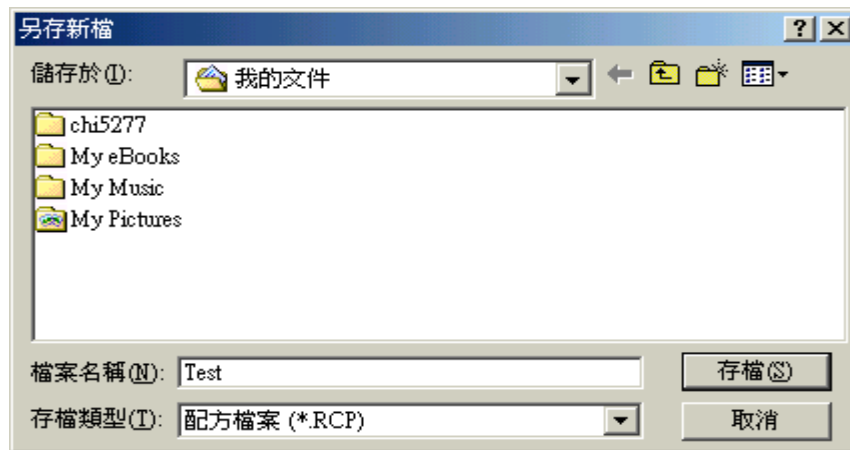 另存新檔
儲存於(I): 我的文件
chi5277
My eBooks
My Music
My Pictures
檔案名稱(N): Test 存檔(S)
存檔類型(T): 配方檔案 (*.RCP) 取消